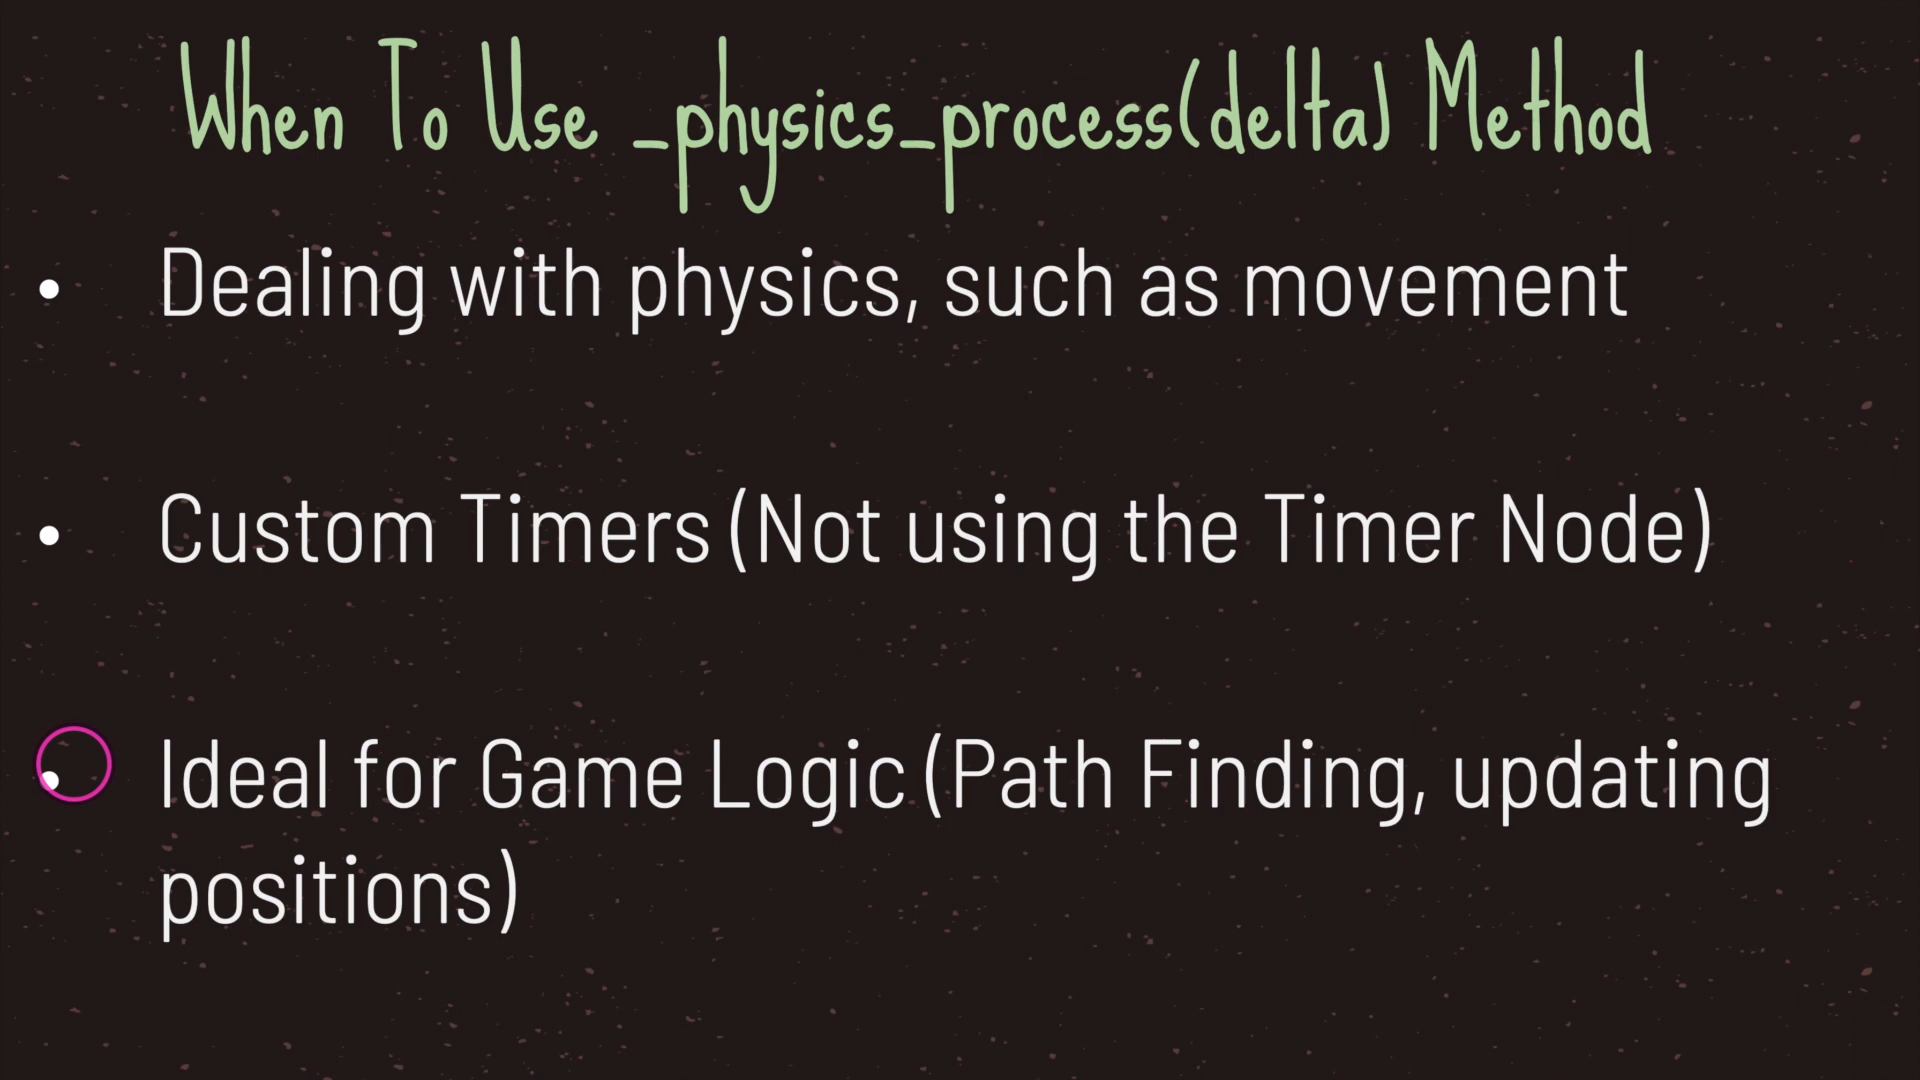 When To Use _physics_process(delta) Method
• Dealing with physics, such as movement
• Custom Timers (Not using the Timer Node)
• Ideal for Game Logic (Path Finding, updating
positions)